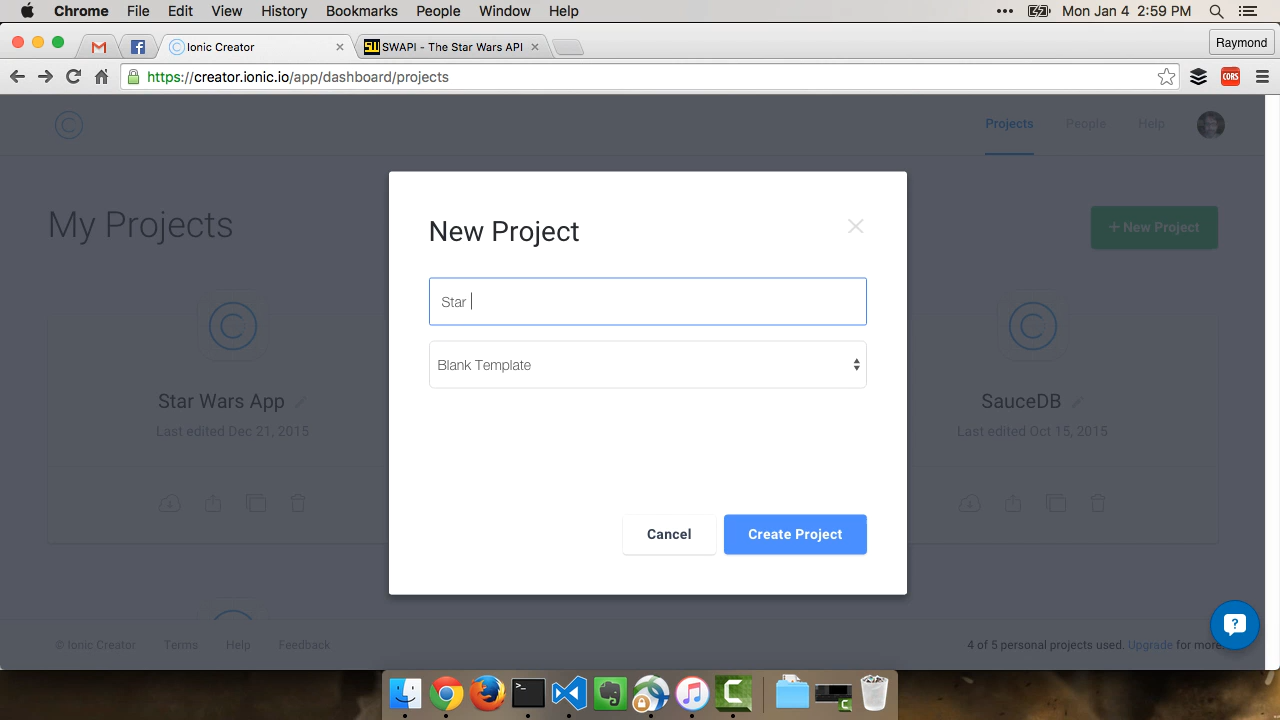 Chrome File Edit View History Bookmarks People Window Help
Mon Jan 4 2:59 PM
Ionic Creator
SWAPI - The Star Wars API
Raymond
https://creator.ionic.io/app/dashboard/projects
CORS
Projects People Help
My Projects
+ New Project
New Project
Star
Blank Template
Star Wars App
Last edited Dec 21, 2015
SauceDB
Last edited Oct 15, 2015
Cancel
Create Project
© Ionic Creator Terms Help Feedback
4 of 5 personal projects used. Upgrade for more.